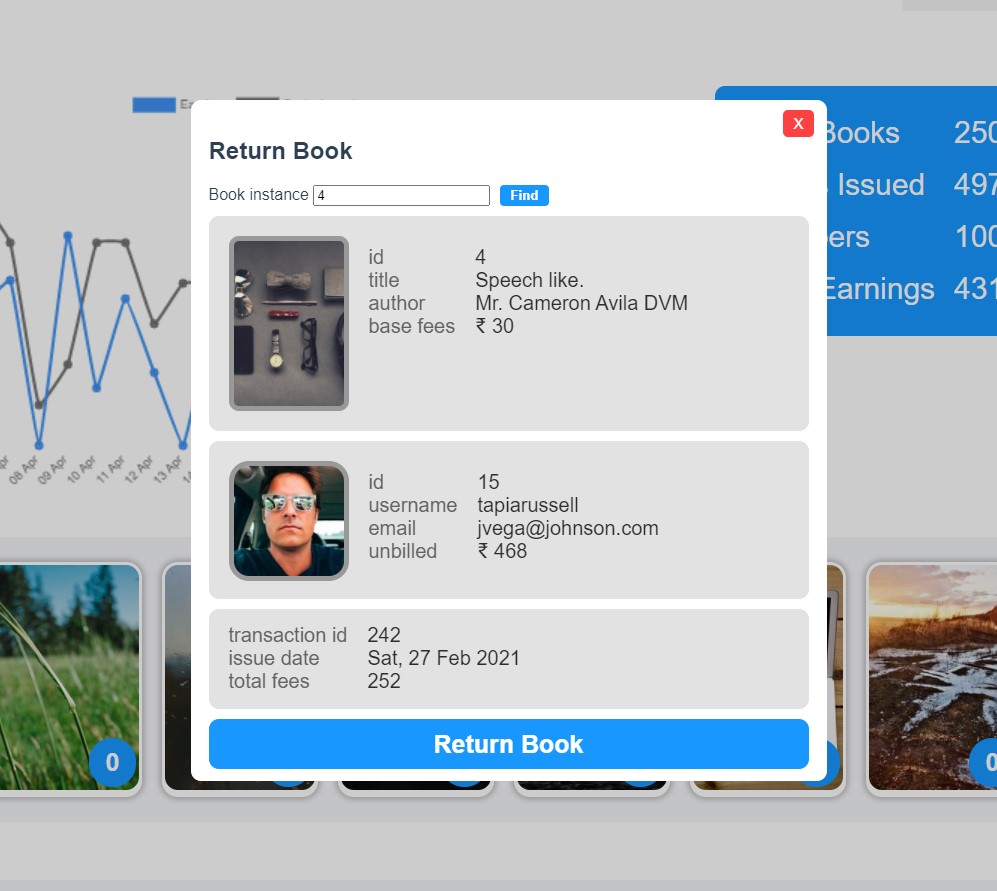 X
Return Book
Book instance 4 Find
id 4
title Speech like.
author Mr. Cameron Avila DVM
base fees ₹ 30
id 15
username tapiarussell
email jvega@johnson.com
unbilled ₹ 468
transaction id 242
issue date Sat, 27 Feb 2021
total fees 252
Return Book
Books 250
Issued 497
ers 100
Earnings 431
08 Apr
09 Apr
10 Apr
11 Apr
12 Apr
13 Apr
0
0